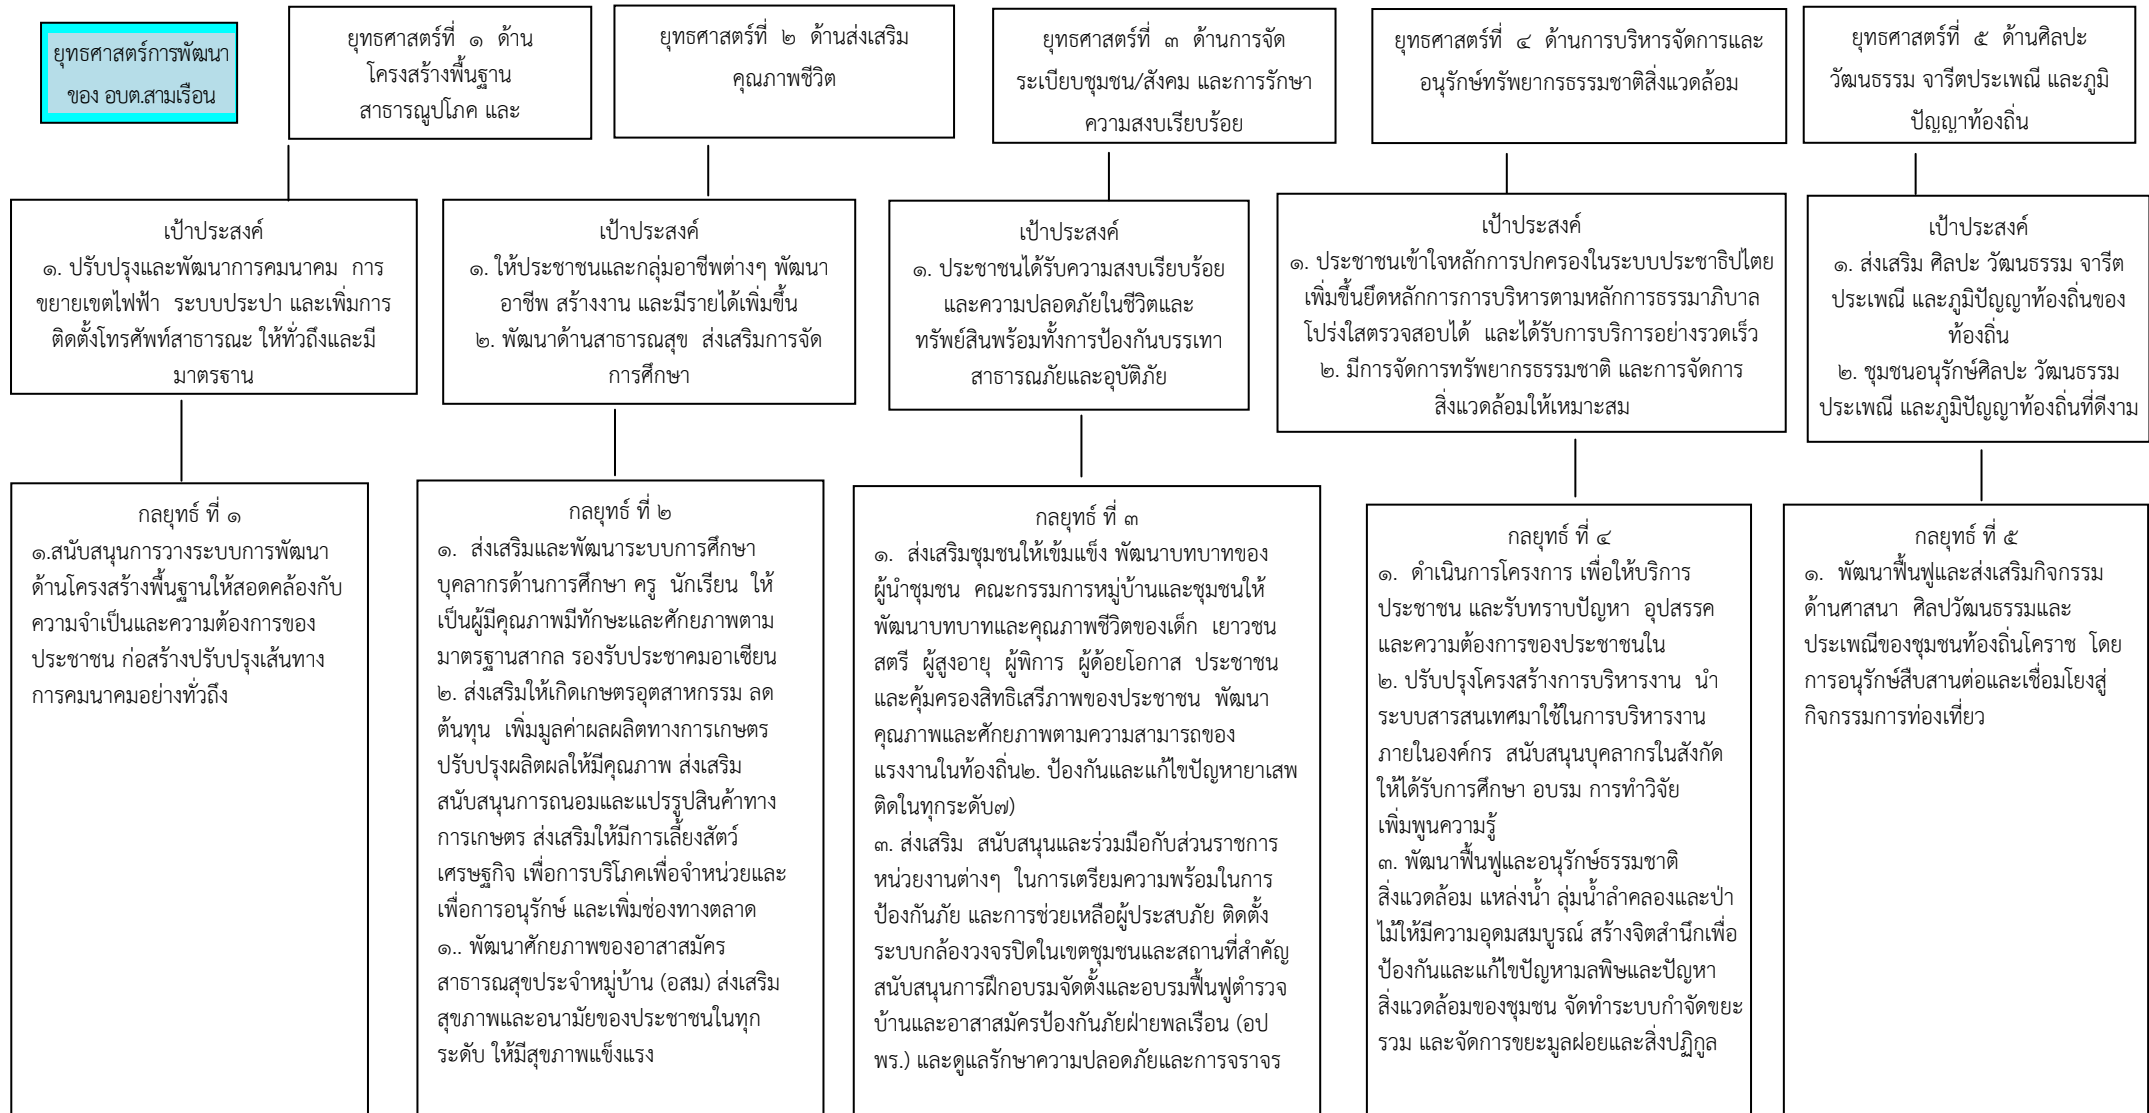 ยุทธศาสตร์การพัฒนา
ของ อบต.สามเรือน
ยุทธศาสตร์ที่ ๑ ด้าน
โครงสร้างพื้นฐาน
สาธารณูปโภค และ
ยุทธศาสตร์ที่ ๒ ด้านส่งเสริม
คุณภาพชีวิต
ยุทธศาสตร์ที่ ๓ ด้านการจัด
ระเบียบชุมชน/สังคม และการรักษา
ความสงบเรียบร้อย
ยุทธศาสตร์ที่ ๔ ด้านการบริหารจัดการและ
อนุรักษ์ทรัพยากรธรรมชาติสิ่งแวดล้อม
ยุทธศาสตร์ที่ ๕ ด้านศิลปะ
วัฒนธรรม จารีตประเพณี และภูมิ
ปัญญาท้องถิ่น
เป้าประสงค์
๑. ปรับปรุงและพัฒนาการคมนาคม การ
ขยายเขตไฟฟ้า ระบบประปา และเพิ่มการ
ติดตั้งโทรศัพท์สาธารณะ ให้ทั่วถึงและมี
มาตรฐาน
เป้าประสงค์
๑. ให้ประชาชนและกลุ่มอาชีพต่างๆ พัฒนา
อาชีพ สร้างงาน และมีรายได้เพิ่มขึ้น
๒. พัฒนาด้านสาธารณสุข ส่งเสริมการจัด
การศึกษา
เป้าประสงค์
๑. ประชาชนได้รับความสงบเรียบร้อย
และความปลอดภัยในชีวิตและ
ทรัพย์สินพร้อมทั้งการป้องกันบรรเทา
สาธารณภัยและอุบัติภัย
เป้าประสงค์
๑. ประชาชนเข้าใจหลักการปกครองในระบบประชาธิปไตย
เพิ่มขึ้นยึดหลักการการบริหารตามหลักการธรรมาภิบาล
โปร่งใสตรวจสอบได้ และได้รับการบริการอย่างรวดเร็ว
๒. มีการจัดการทรัพยากรธรรมชาติ และการจัดการ
สิ่งแวดล้อมให้เหมาะสม
เป้าประสงค์
๑. ส่งเสริม ศิลปะ วัฒนธรรม จารีต
ประเพณี และภูมิปัญญาท้องถิ่นของ
ท้องถิ่น
๒. ชุมชนอนุรักษ์ศิลปะ วัฒนธรรม
ประเพณี และภูมิปัญญาท้องถิ่นที่ดีงาม
กลยุทธ์ ที่ ๑
๑.สนับสนุนการวางระบบการพัฒนา
ด้านโครงสร้างพื้นฐานให้สอดคล้องกับ
ความจำเป็นและความต้องการของ
ประชาชน ก่อสร้างปรับปรุงเส้นทาง
การคมนาคมอย่างทั่วถึง
กลยุทธ์ ที่ ๒
๑. ส่งเสริมและพัฒนาระบบการศึกษา
บุคลากรด้านการศึกษา ครู นักเรียน ให้
เป็นผู้มีคุณภาพมีทักษะและศักยภาพตาม
มาตรฐานสากล รองรับประชาคมอาเซียน
๒. ส่งเสริมให้เกิดเกษตรอุตสาหกรรม ลด
ต้นทุน เพิ่มมูลค่าผลผลิตทางการเกษตร
ปรับปรุงผลิตผลให้มีคุณภาพ ส่งเสริม
สนับสนุนการถนอมและแปรรูปสินค้าทาง
การเกษตร ส่งเสริมให้มีการเลี้ยงสัตว์
เศรษฐกิจ เพื่อการบริโภคเพื่อจำหน่วยและ
เพื่อการอนุรักษ์ และเพิ่มช่องทางตลาด
๑.. พัฒนาศักยภาพของอาสาสมัคร
สาธารณสุขประจำหมู่บ้าน (อสม) ส่งเสริม
สุขภาพและอนามัยของประชาชนในทุก
ระดับ ให้มีสุขภาพแข็งแรง
กลยุทธ์ ที่ ๓
๑. ส่งเสริมชุมชนให้เข้มแข็ง พัฒนาบทบาทของ
ผู้นำชุมชน คณะกรรมการหมู่บ้านและชุมชนให้
พัฒนาบทบาทและคุณภาพชีวิตของเด็ก เยาวชน
สตรี ผู้สูงอายุ ผู้พิการ ผู้ด้อยโอกาส ประชาชน
และคุ้มครองสิทธิเสรีภาพของประชาชน พัฒนา
คุณภาพและศักยภาพตามความสามารถของ
แรงงานในท้องถิ่น๒. ป้องกันและแก้ไขปัญหายาเสพ
ติดในทุกระดับ๗)
๓. ส่งเสริม สนับสนุนและร่วมมือกับส่วนราชการ
หน่วยงานต่างๆ ในการเตรียมความพร้อมในการ
ป้องกันภัย และการช่วยเหลือผู้ประสบภัย ติดตั้ง
ระบบกล้องวงจรปิดในเขตชุมชนและสถานที่สำคัญ
สนับสนุนการฝึกอบรมจัดตั้งและอบรมฟื้นฟูตำรวจ
บ้านและอาสาสมัครป้องกันภัยฝ่ายพลเรือน (อป
พร.) และดูแลรักษาความปลอดภัยและการจราจร
กลยุทธ์ ที่ ๔
๑. ดำเนินการโครงการ เพื่อให้บริการ
ประชาชน และรับทราบปัญหา อุปสรรค
และความต้องการของประชาชนใน
๒. ปรับปรุงโครงสร้างการบริหารงาน นำ
ระบบสารสนเทศมาใช้ในการบริหารงาน
ภายในองค์กร สนับสนุนบุคลากรในสังกัด
ให้ได้รับการศึกษา อบรม การทำวิจัย
เพิ่มพูนความรู้
๓. พัฒนาฟื้นฟูและอนุรักษ์ธรรมชาติ
สิ่งแวดล้อม แหล่งน้ำ ลุ่มน้ำลำคลองและป่า
ไม้ให้มีความอุดมสมบูรณ์ สร้างจิตสำนึกเพื่อ
ป้องกันและแก้ไขปัญหามลพิษและปัญหา
สิ่งแวดล้อมของชุมชน จัดทำระบบกำจัดขยะ
รวม และจัดการขยะมูลฝอยและสิ่งปฏิกูล
กลยุทธ์ ที่ ๕
๑. พัฒนาฟื้นฟูและส่งเสริมกิจกรรม
ด้านศาสนา ศิลปวัฒนธรรมและ
ประเพณีของชุมชนท้องถิ่นโคราช โดย
การอนุรักษ์สืบสานต่อและเชื่อมโยงสู่
กิจกรรมการท่องเที่ยว